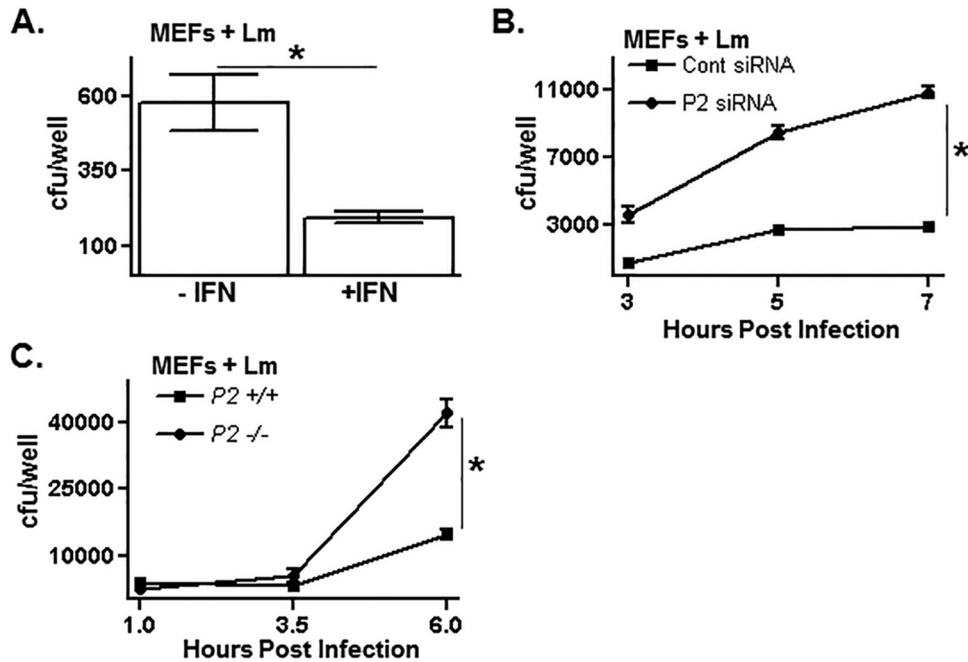 A.
MEFs + Lm
*
600
350
100
cfu/well
- IFN
+IFN
B.
MEFs + Lm
Cont siRNA
P2 siRNA
11000
7000
3000
cfu/well
*
3
5
7
Hours Post Infection
C.
MEFs + Lm
P2 +/+
P2 -/-
40000
25000
10000
cfu/well
*
1.0
3.5
6.0
Hours Post Infection